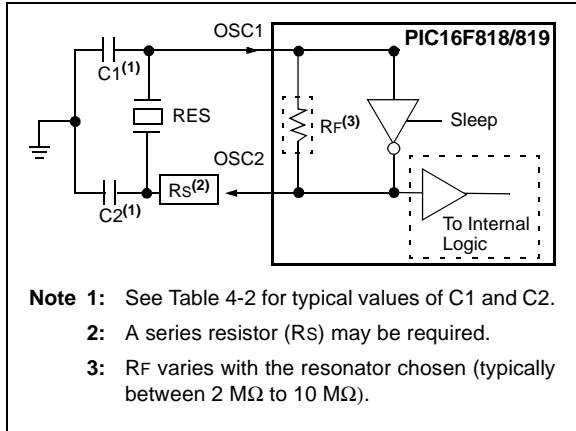 OSC1
PIC16F818/819
C1(1)
RES
RF(3)
Sleep
OSC2
RS(2)
C2(1)
To Internal
Logic
Note 1: See Table 4-2 for typical values of C1 and C2.
2: A series resistor (RS) may be required.
3: RF varies with the resonator chosen (typically
between 2 MΩ to 10 MΩ).